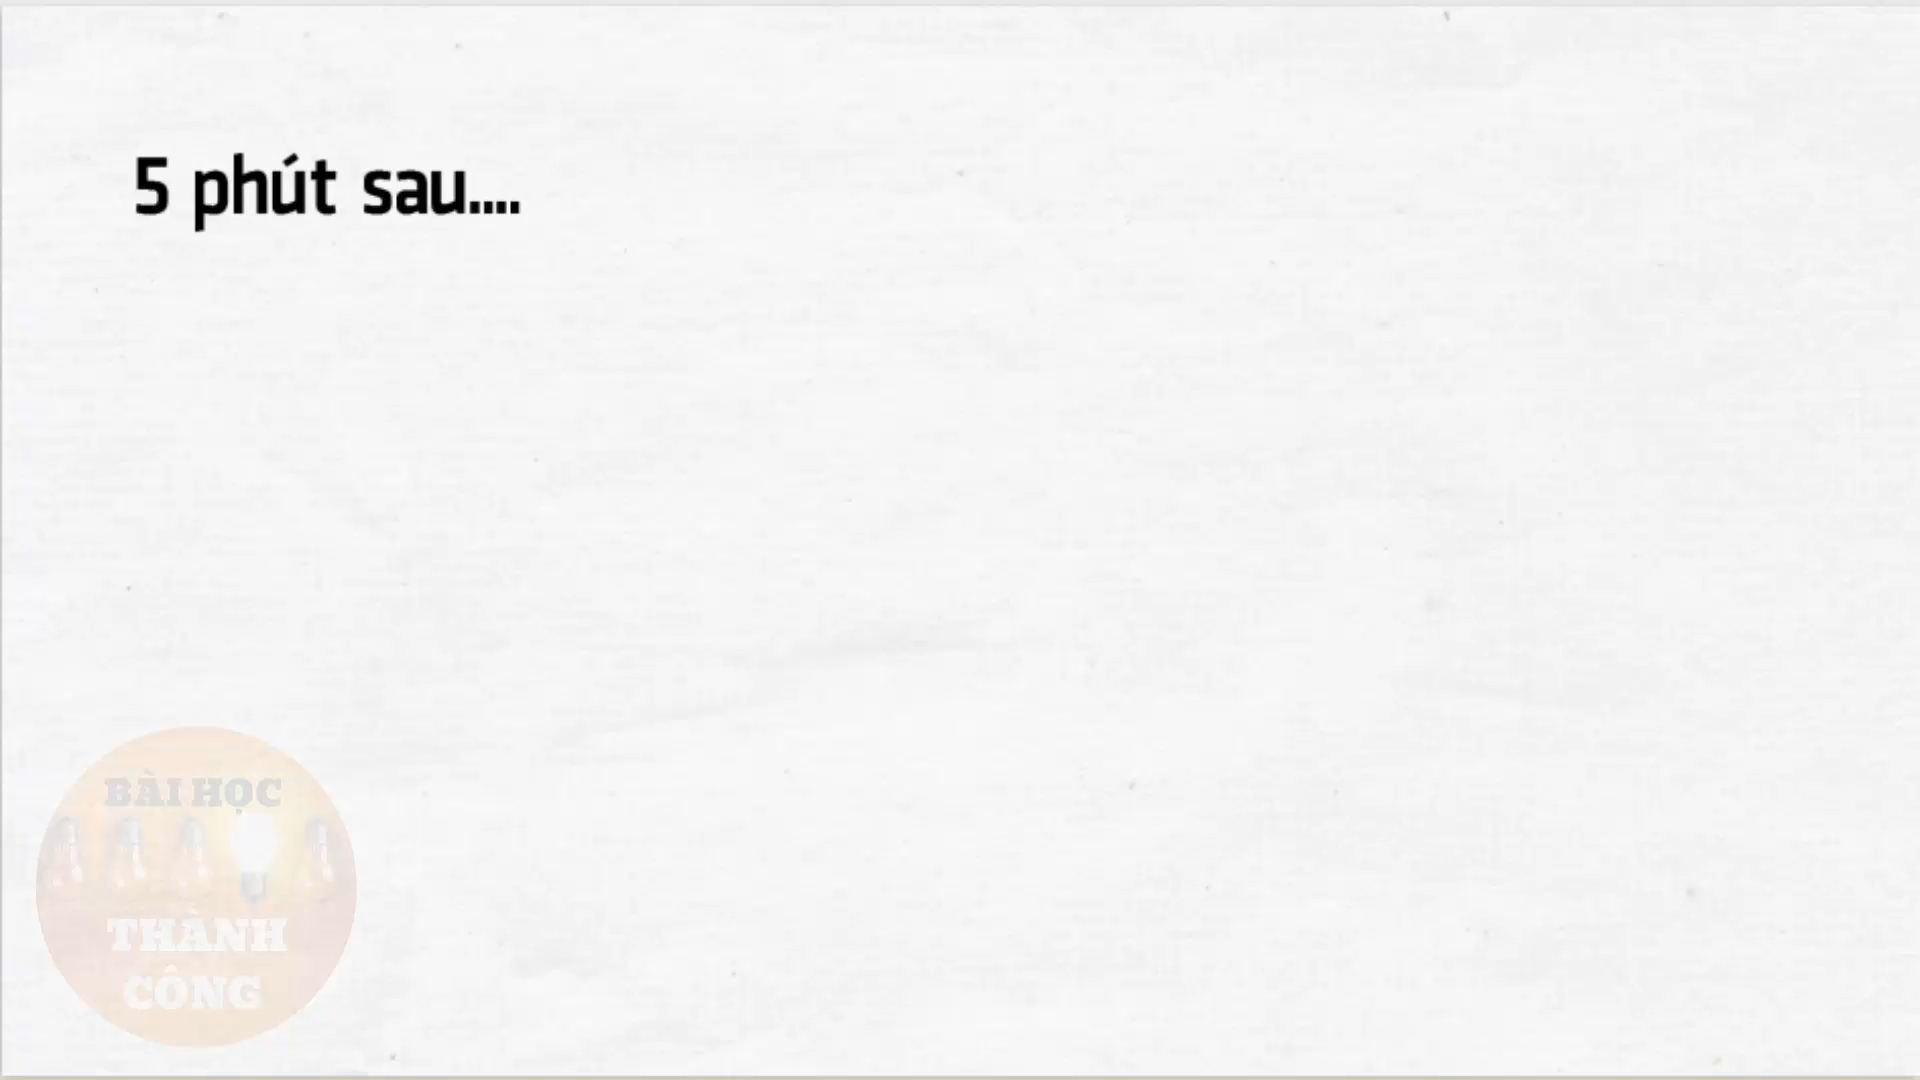 5 phút sau....
BÀI HỌC
THÀNH
CÔNG